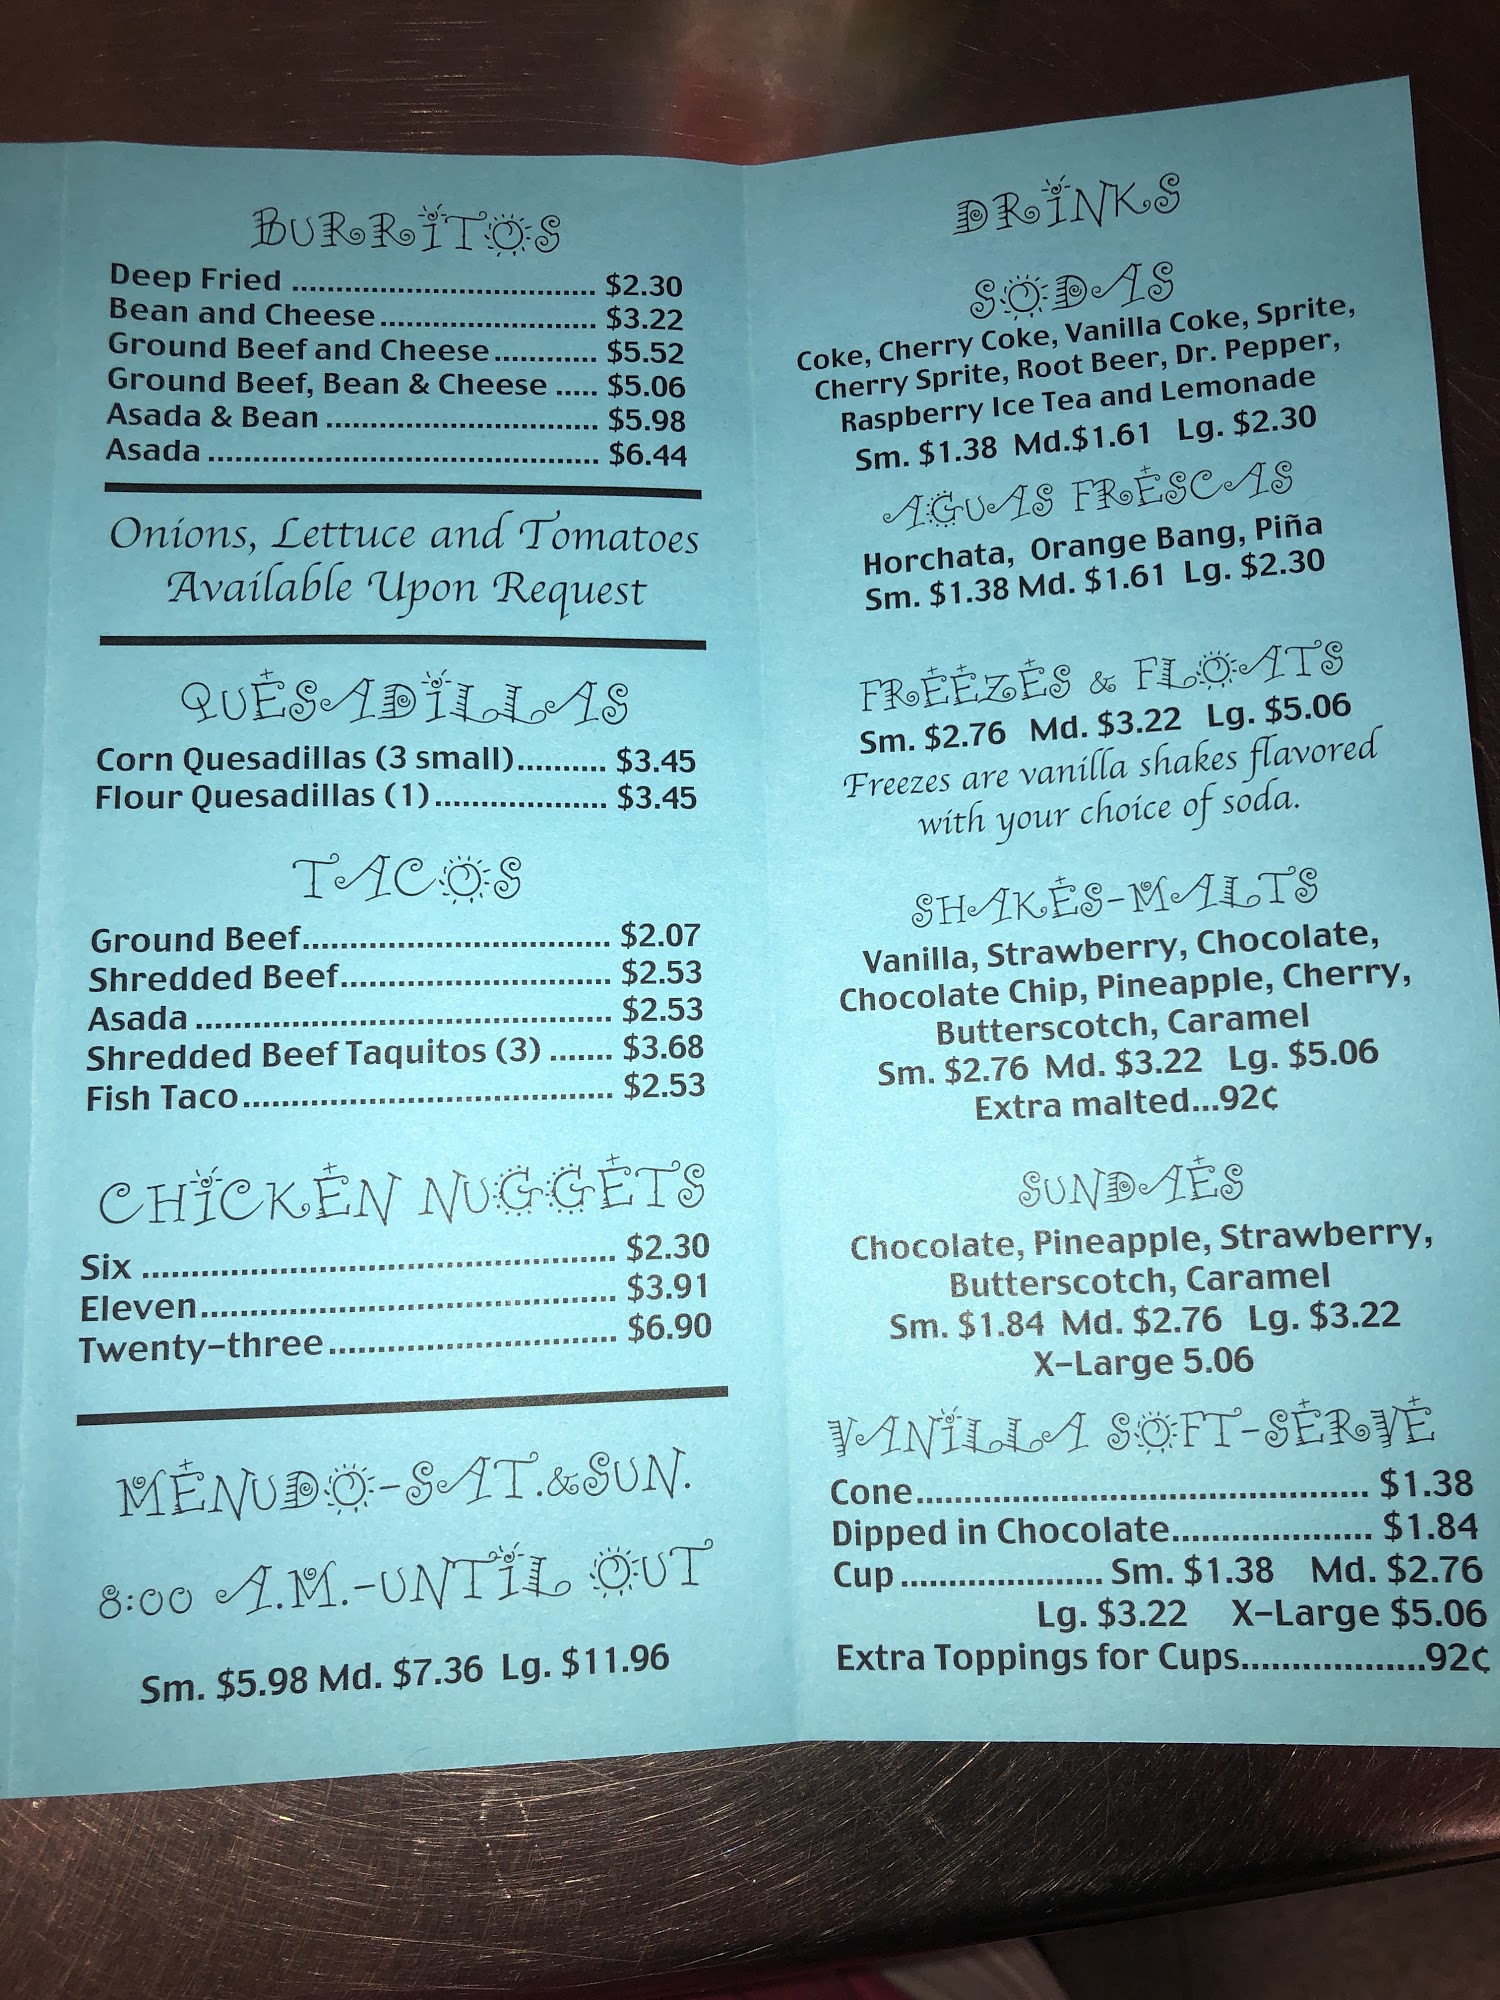 BURRITOS
Deep Fried .................................. $2.30
Bean and Cheese........................ $3.22
Ground Beef and Cheese............ $5.52
Ground Beef, Bean & Cheese ..... $5.06
Asada & Bean .............................. $5.98
Asada ........................................... $6.44
Onions, Lettuce and Tomatoes
Available Upon Request
QUESADILLAS
Corn Quesadillas (3 small).......... $3.45
Flour Quesadillas (1)................... $3.45
TACOS
Ground Beef................................ $2.07
Shredded Beef............................ $2.53
Asada ........................................... $2.53
Shredded Beef Taquitos (3) ....... $3.68
Fish Taco...................................... $2.53
CHICKEN NUGGETS
Six ................................................ $2.30
Eleven.......................................... $3.91
Twenty-three............................. $6.90
MENUDO-SAT.&SUN.
8:00 A.M.-UNTIL OUT
Sm. $5.98 Md. $7.36 Lg. $11.96
DRINKS
SODAS
Coke, Cherry Coke, Vanilla Coke, Sprite,
Cherry Sprite, Root Beer, Dr. Pepper,
Raspberry Ice Tea and Lemonade
Sm. $1.38 Md.$1.61 Lg. $2.30
AGUAS FRESCAS
Horchata, Orange Bang, Piña
Sm. $1.38 Md. $1.61 Lg. $2.30
FREEZES & FLOATS
Sm. $2.76 Md. $3.22 Lg. $5.06
Freezes are vanilla shakes flavored
with your choice of soda.
SHAKES-MALTS
Vanilla, Strawberry, Chocolate,
Chocolate Chip, Pineapple, Cherry,
Butterscotch, Caramel
Sm. $2.76 Md. $3.22 Lg. $5.06
Extra malted...92¢
SUNDAES
Chocolate, Pineapple, Strawberry,
Butterscotch, Caramel
Sm. $1.84 Md. $2.76 Lg. $3.22
X-Large 5.06
VANILLA SOFT-SERVE
Cone............................................... $1.38
Dipped in Chocolate..................... $1.84
Cup ..................... Sm. $1.38 Md. $2.76
Lg. $3.22 X-Large $5.06
Extra Toppings for Cups..................92¢